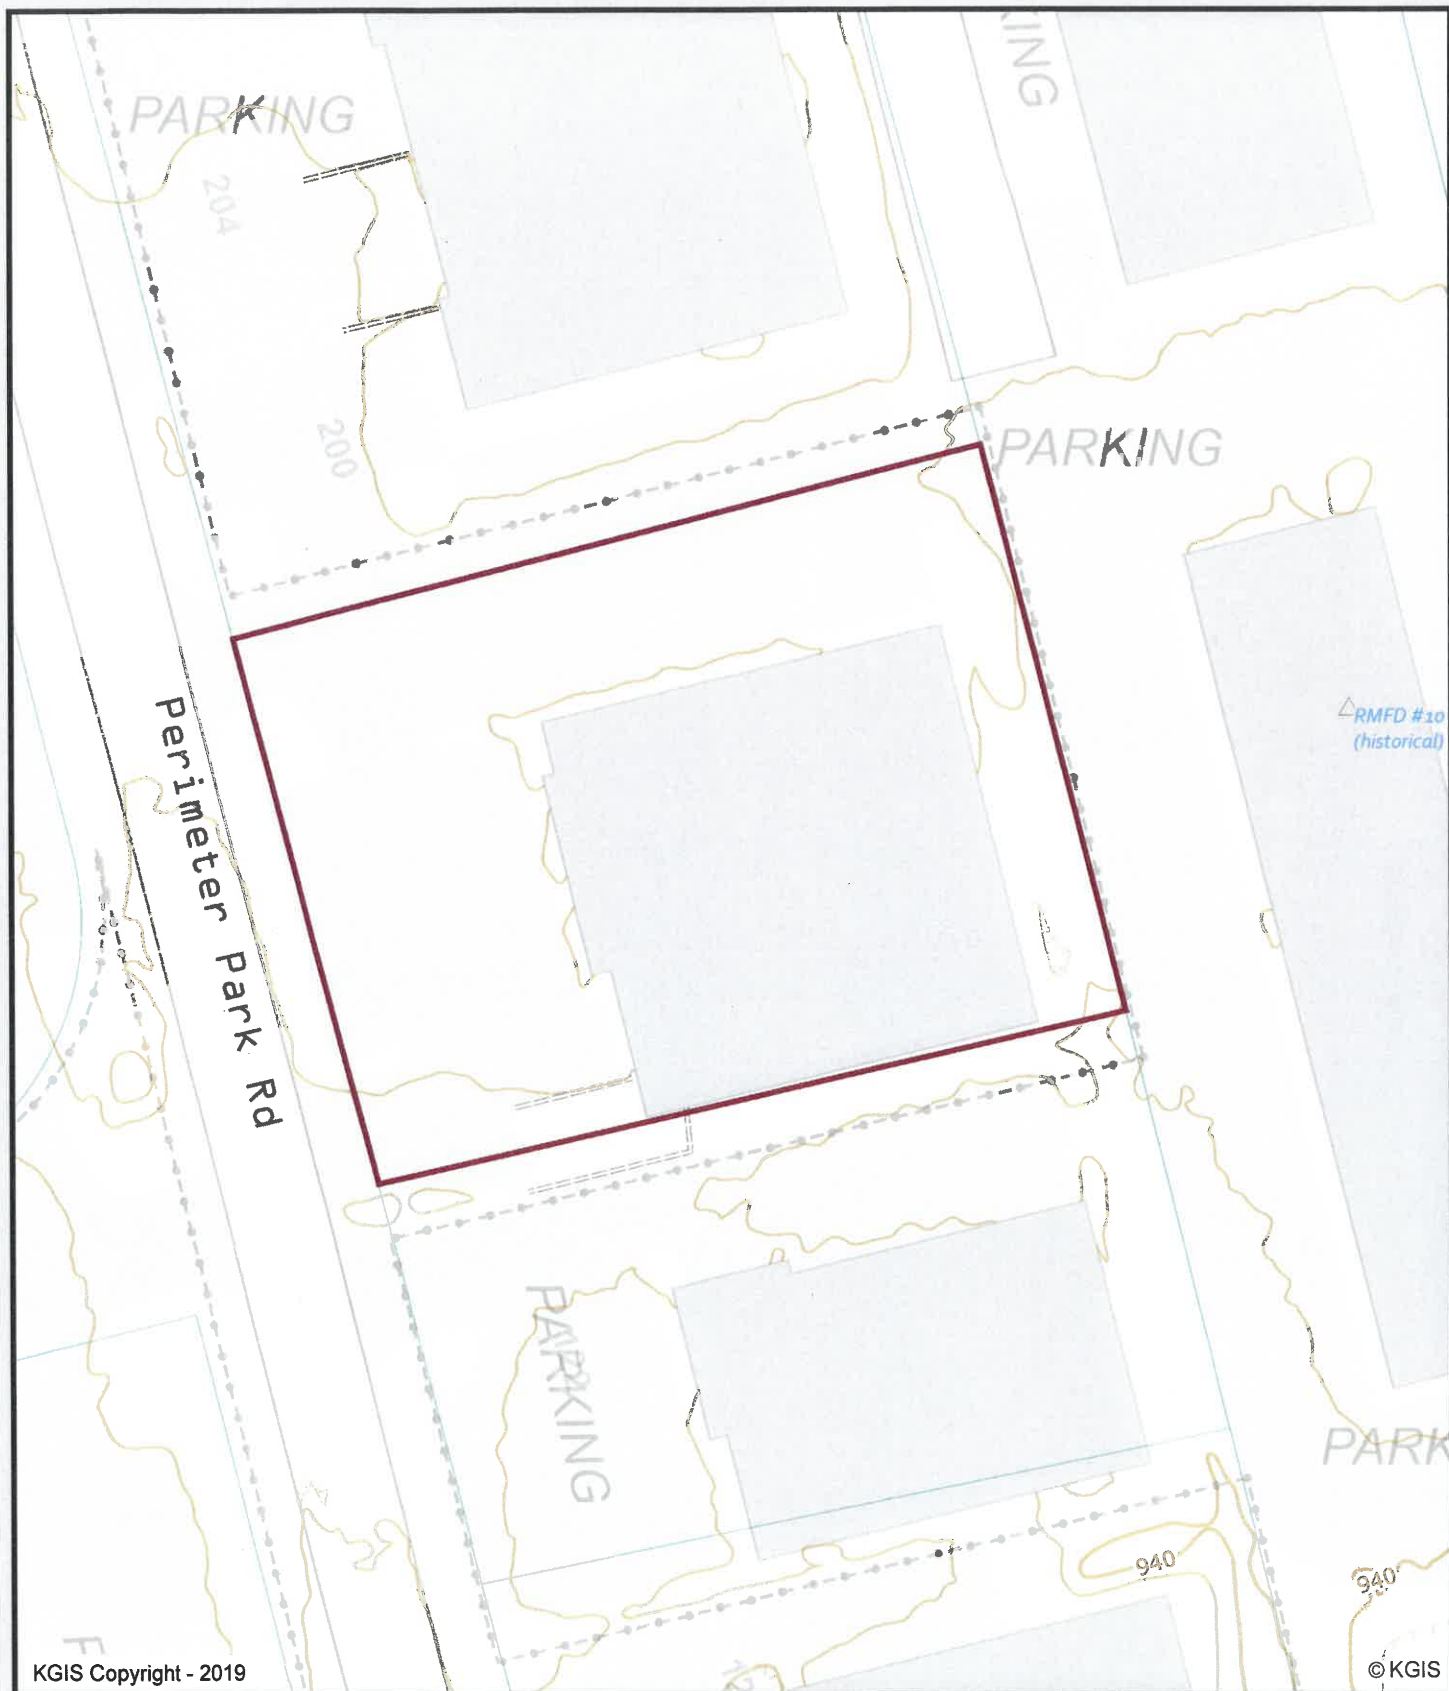 KING
PARKING
204
200
PARKING
RMFD #10
(historical)
Perimeter Park Rd
PARKING
PARK
940
940
F
KGIS Copyright - 2019
© KGIS